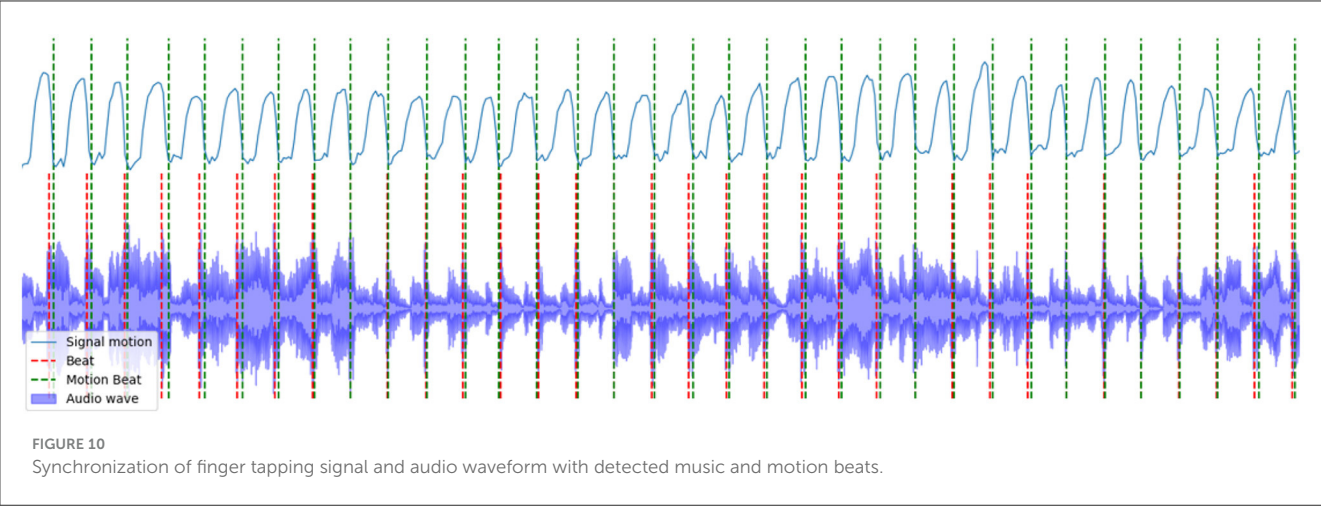 Signal motion
Beat
Motion Beat
Audio wave
FIGURE 10
Synchronization of finger tapping signal and audio waveform with detected music and motion beats.